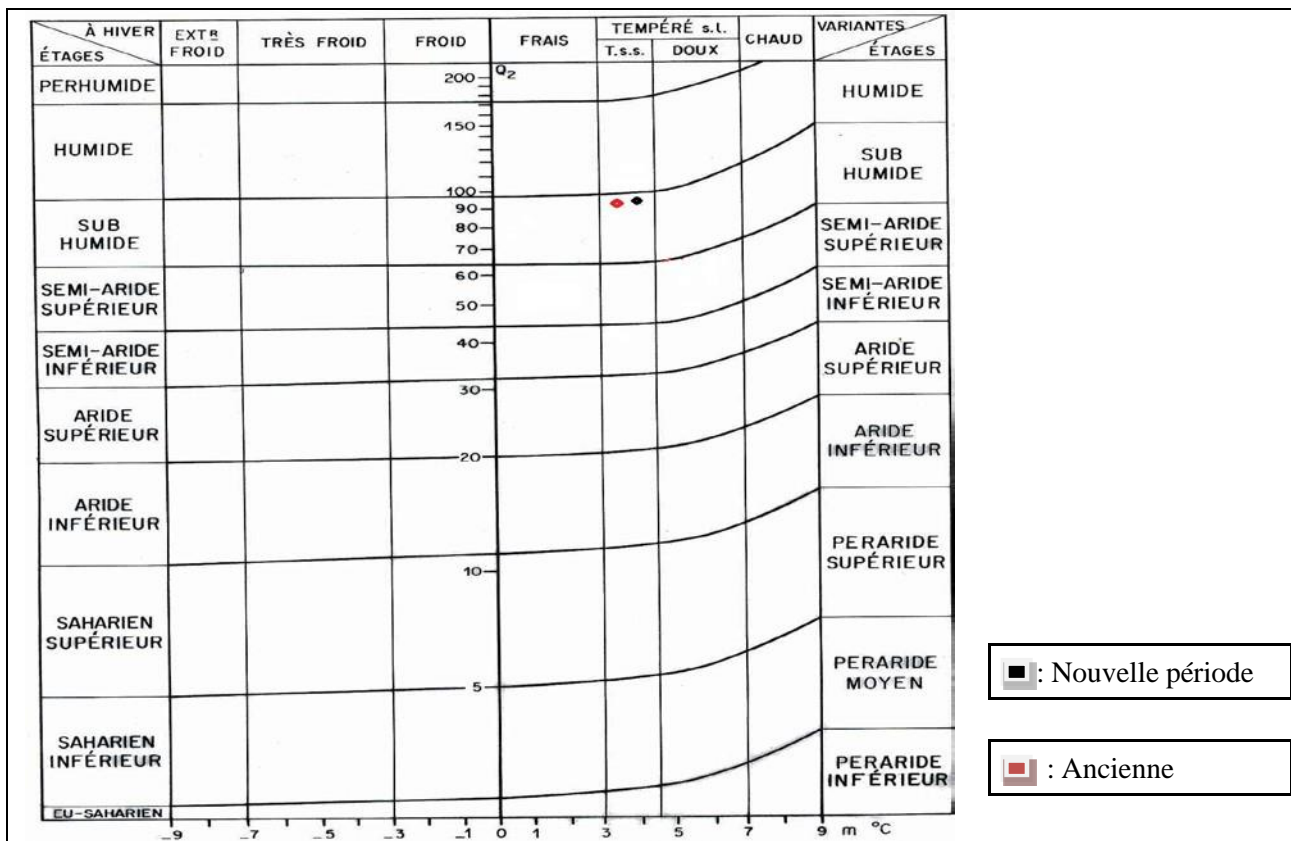 À HIVER
ÉTAGES
EXTR
FROID
TRÈS FROID
FROID
FRAIS
TEMPÉRÉ s.l.
T.s.s.
DOUX
CHAUD
VARIANTES
ÉTAGES
PERHUMIDE
HUMIDE
SUB
HUMIDE
SEMI-ARIDE
SUPÉRIEUR
SEMI-ARIDE
INFÉRIEUR
ARIDE
SUPÉRIEUR
ARIDE
INFÉRIEUR
SAHARIEN
SUPÉRIEUR
SAHARIEN
INFÉRIEUR
EU-SAHARIEN
Q2
200
150
100
90
80
70
60
50
40
30
20
10
5
HUMIDE
SUB
HUMIDE
SEMI-ARIDE
SUPÉRIEUR
SEMI-ARIDE
INFÉRIEUR
ARIDE
SUPÉRIEUR
ARIDE
INFÉRIEUR
PERARIDE
SUPÉRIEUR
PERARIDE
MOYEN
PERARIDE
INFÉRIEUR
-9 -7 -5 -3 -1 0 1 3 5 7 9 m °C
: Nouvelle période
: Ancienne